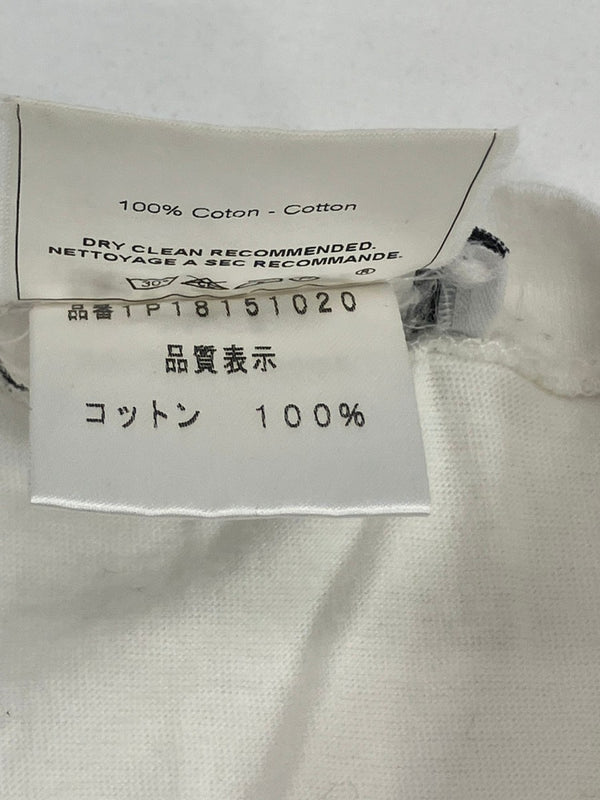 100% Coton - Cotton
DRY CLEAN RECOMMENDED.
NETTOYAGE A SEC RECOMMANDE.
30°
®
品番1P18151020
品質表示
コットン 100%